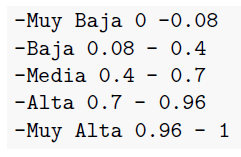 -Muy Baja 0 -0.08
-Baja 0.08 - 0.4
-Media 0.4 - 0.7
-Alta 0.7 - 0.96
-Muy Alta 0.96 - 1